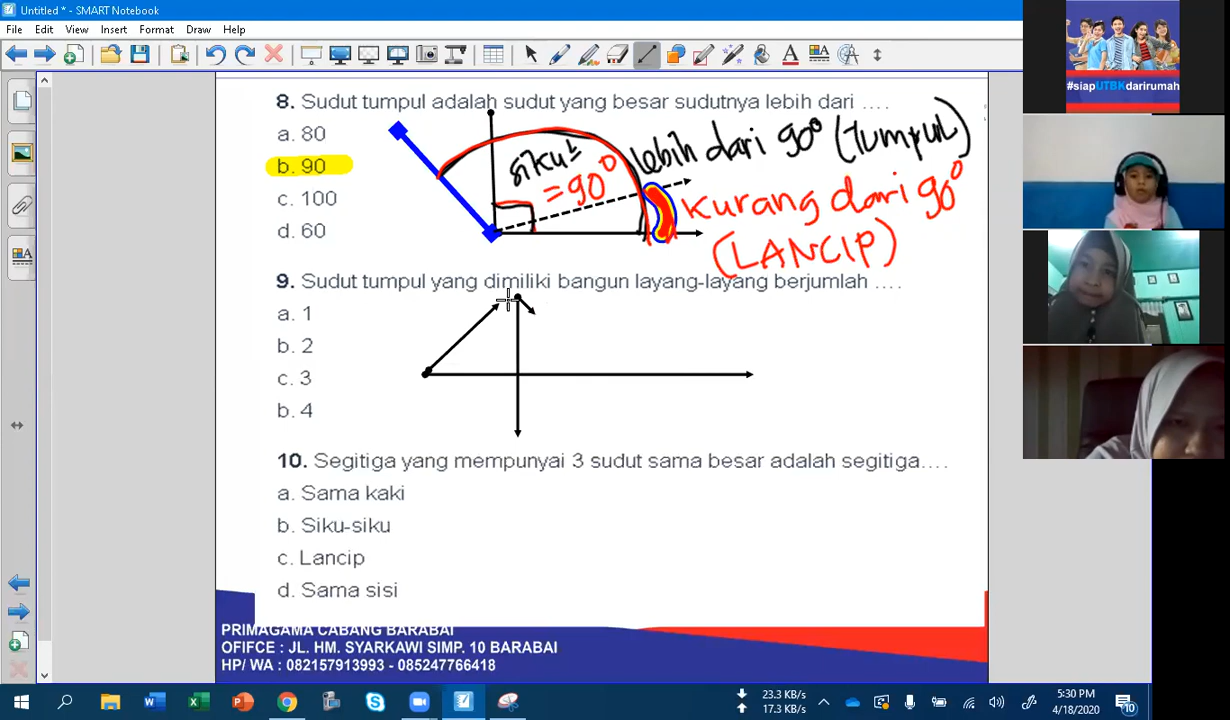 Untitled * - SMART Notebook
File Edit View Insert Format Draw Help
#siapUTBKdarirumah
8. Sudut tumpul adalah sudut yang besar sudutnya lebih dari ....
a. 80
b. 90
c. 100
d. 60
siku²
=90°
lebih dari 90° (TUMPUL)
kurang dari 90°
(LANCIP)
9. Sudut tumpul yang dimiliki bangun layang-layang berjumlah ....
a. 1
b. 2
c. 3
b. 4
10. Segitiga yang mempunyai 3 sudut sama besar adalah segitiga....
a. Sama kaki
b. Siku-siku
c. Lancip
d. Sama sisi
PRIMAGAMA CABANG BARABAI
OFIFCE : JL. HM. SYARKAWI SIMP. 10 BARABAI
HP/ WA : 082157913993 - 085247766418
23.3 KB/s
17.3 KB/s
5:30 PM
4/18/2020
10